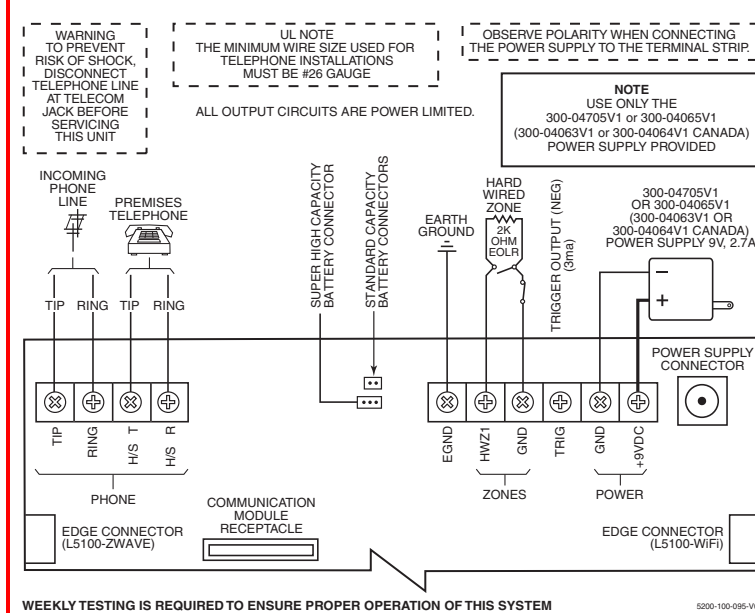 WARNING
TO PREVENT
RISK OF SHOCK,
DISCONNECT
TELEPHONE LINE
AT TELECOM
JACK BEFORE
SERVICING
THIS UNIT
UL NOTE
THE MINIMUM WIRE SIZE USED FOR
TELEPHONE INSTALLATIONS
MUST BE #26 GAUGE
OBSERVE POLARITY WHEN CONNECTING
THE POWER SUPPLY TO THE TERMINAL STRIP.
ALL OUTPUT CIRCUITS ARE POWER LIMITED.
NOTE
USE ONLY THE
300-04705V1 or 300-04065V1
(300-04063V1 or 300-04064V1 CANADA)
POWER SUPPLY PROVIDED
INCOMING
PHONE
LINE
PREMISES
TELEPHONE
TIP RING TIP RING
SUPER HIGH CAPACITY
BATTERY CONNECTOR
STANDARD CAPACITY
BATTERY CONNECTORS
EARTH
GROUND
HARD
WIRED
ZONE
2K
OHM
EOLR
TRIGGER OUTPUT (NEG)
(3ma)
300-04705V1
OR 300-04065V1
(300-04063V1 OR
300-04064V1 CANADA)
POWER SUPPLY 9V, 2.7A
– 
+
POWER SUPPLY
CONNECTOR
TIP
RING
H/S T
H/S R
PHONE
EGND
HWZ1
GND
TRIG
GND
+9VDC
ZONES
POWER
COMMUNICATION
MODULE
RECEPTACLE
EDGE CONNECTOR
(L5100-ZWAVE)
EDGE CONNECTOR
(L5100-WiFi)
WEEKLY TESTING IS REQUIRED TO ENSURE PROPER OPERATION OF THIS SYSTEM